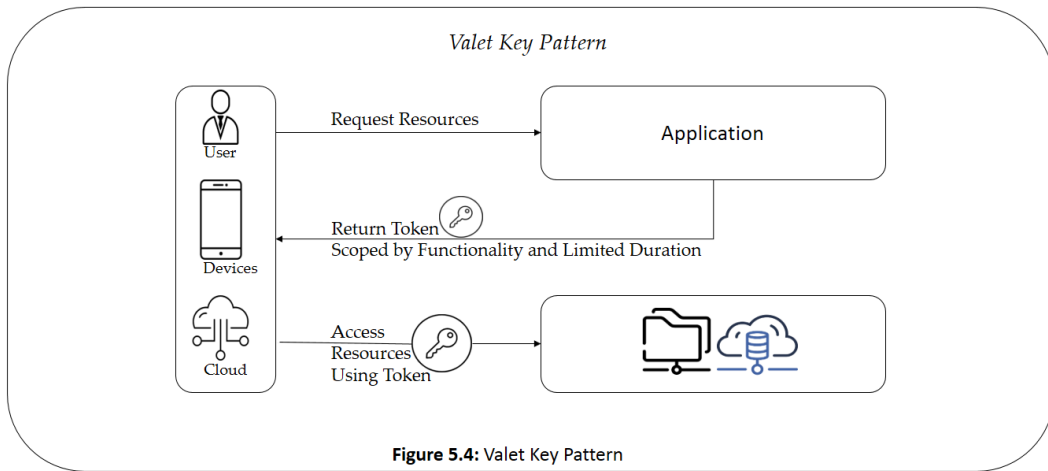 Valet Key Pattern
User
Devices
Cloud
Request Resources
Application
Return Token
Scoped by Functionality and Limited Duration
Access
Resources
Using Token
Figure 5.4: Valet Key Pattern